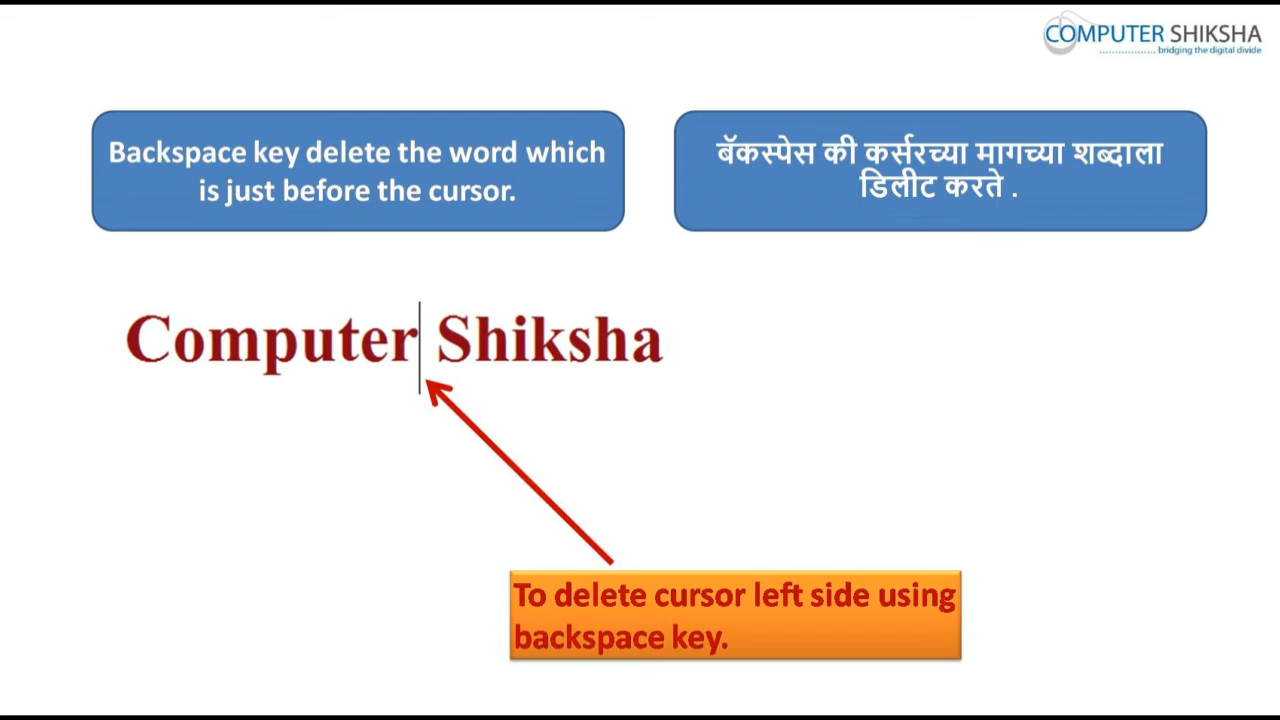 COMPUTER SHIKSHA
bridging the digital divide
Backspace key delete the word which
is just before the cursor.
बॅकस्पेस की कर्सरच्या मागच्या शब्दाला
डिलीट करते .
Computer Shiksha
To delete cursor left side using
backspace key.